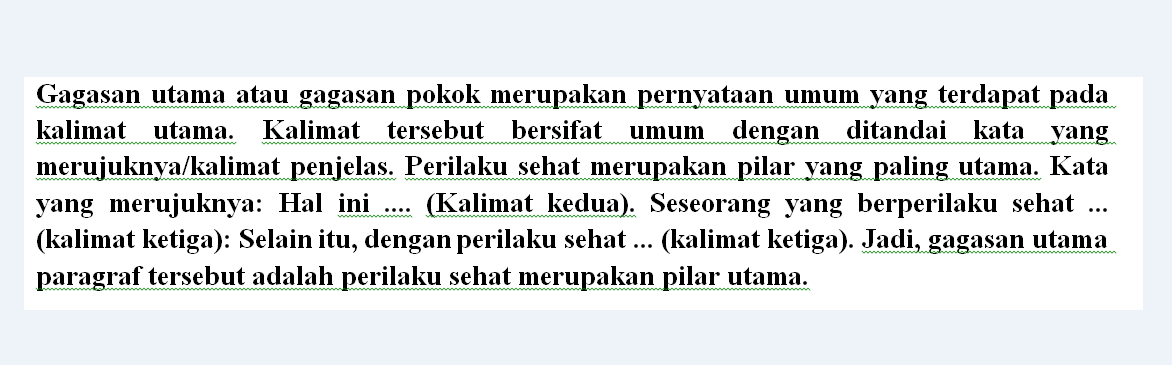 Gagasan utama atau gagasan pokok merupakan pernyataan umum yang terdapat pada
kalimat utama. Kalimat tersebut bersifat umum dengan ditandai kata yang
merujuknya/kalimat penjelas. Perilaku sehat merupakan pilar yang paling utama. Kata
yang merujuknya: Hal ini .... (Kalimat kedua). Seseorang yang berperilaku sehat ...
(kalimat ketiga): Selain itu, dengan perilaku sehat ... (kalimat ketiga). Jadi, gagasan utama
paragraf tersebut adalah perilaku sehat merupakan pilar utama.